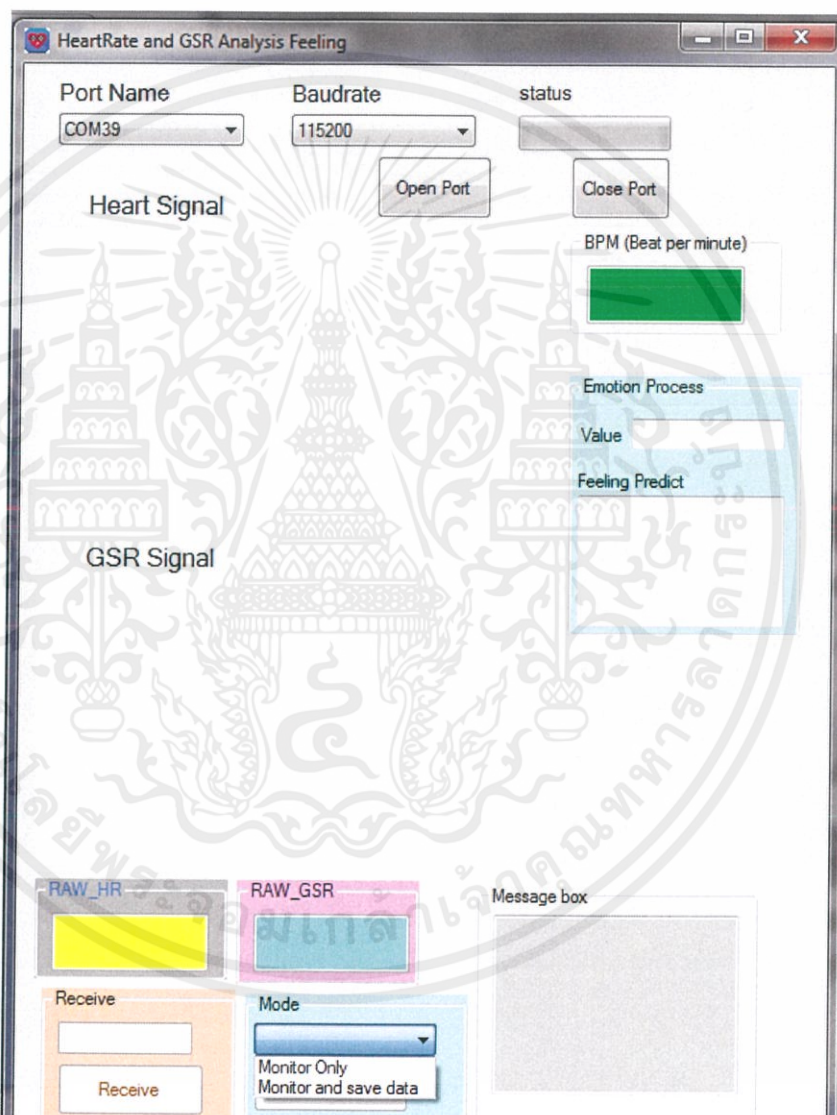 HeartRate and GSR Analysis Feeling
Port Name Baudrate status
COM39 115200
Open Port Close Port
Heart Signal
BPM (Beat per minute)
Emotion Process
Value
Feeling Predict
GSR Signal
RAW_HR RAW_GSR Message box
Receive Mode
Monitor Only
Receive Monitor and save data